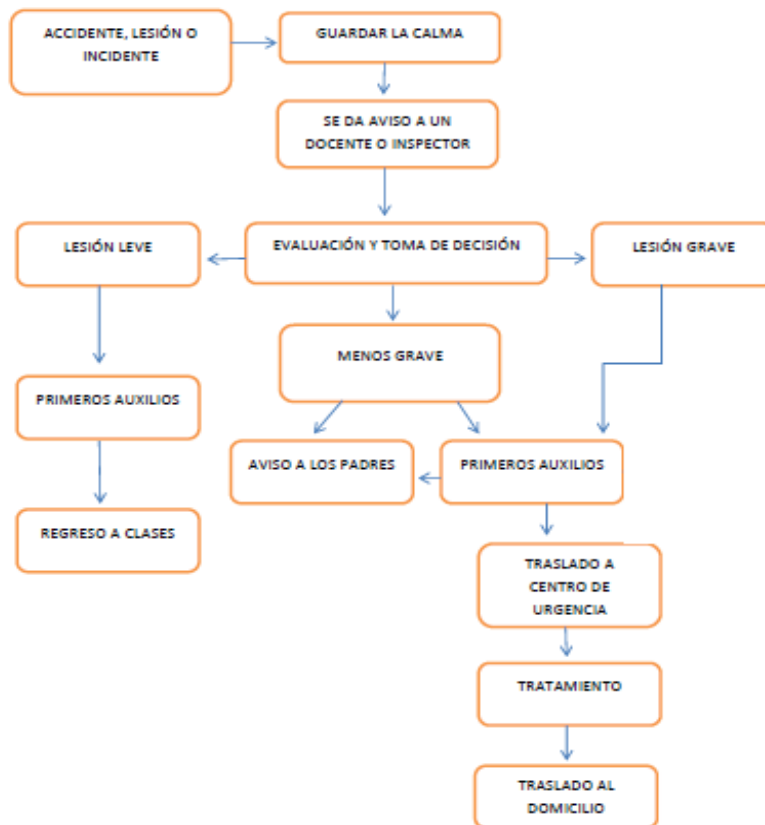 ACCIDENTE, LESIÓN O
INCIDENTE
GUARDAR LA CALMA
SE DA AVISO A UN
DOCENTE O INSPECTOR
LESIÓN LEVE
EVALUACIÓN Y TOMA DE DECISIÓN
LESIÓN GRAVE
MENOS GRAVE
PRIMEROS AUXILIOS
AVISO A LOS PADRES
PRIMEROS AUXILIOS
REGRESO A CLASES
TRASLADO A
CENTRO DE
URGENCIA
TRATAMIENTO
TRASLADO AL
DOMICILIO